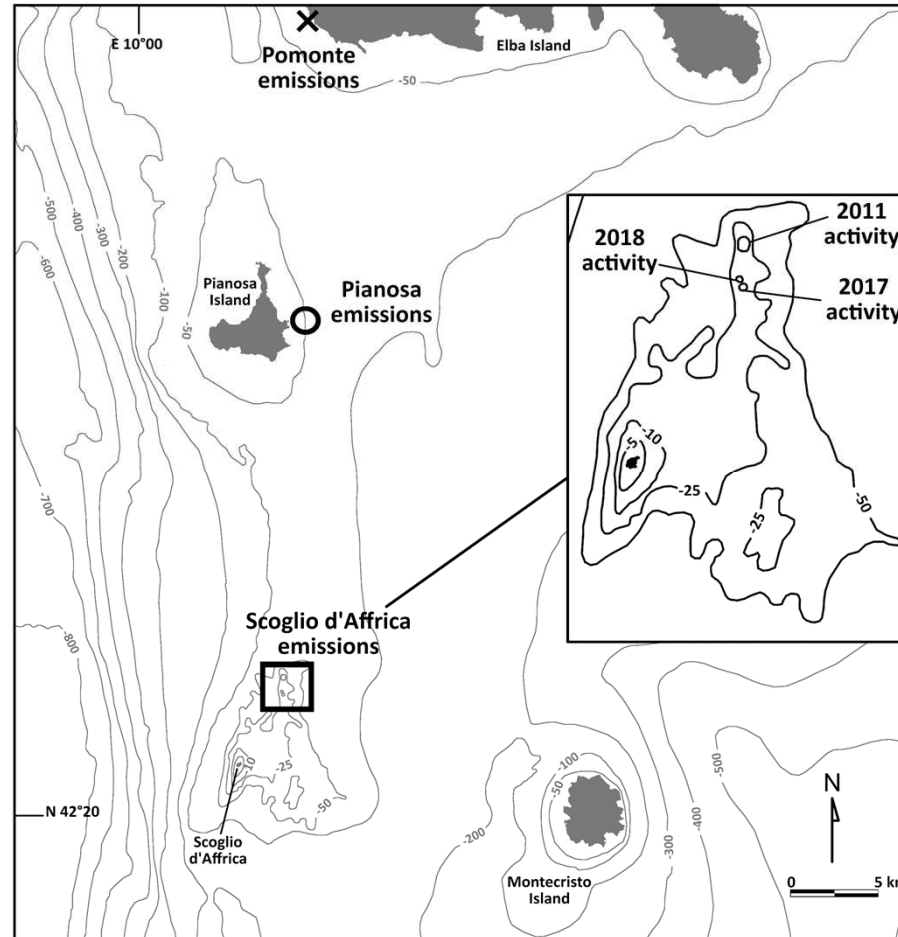 E 10°00
Elba Island
Pomonte
emissions
-50
-500
-400
-300
-600
-200
-100
Pianosa
Island
Pianosa
emissions
-50
2011
activity
2018
activity
2017
activity
-10
-5
-25
-50
-25
-700
Scoglio d'Affrica
emissions
-800
-10
-25
-50
-100
-50
-500
N
N 42°20
-400
-200
-300
Scoglio
d'Affrica
Montecristo
Island
0 5 km